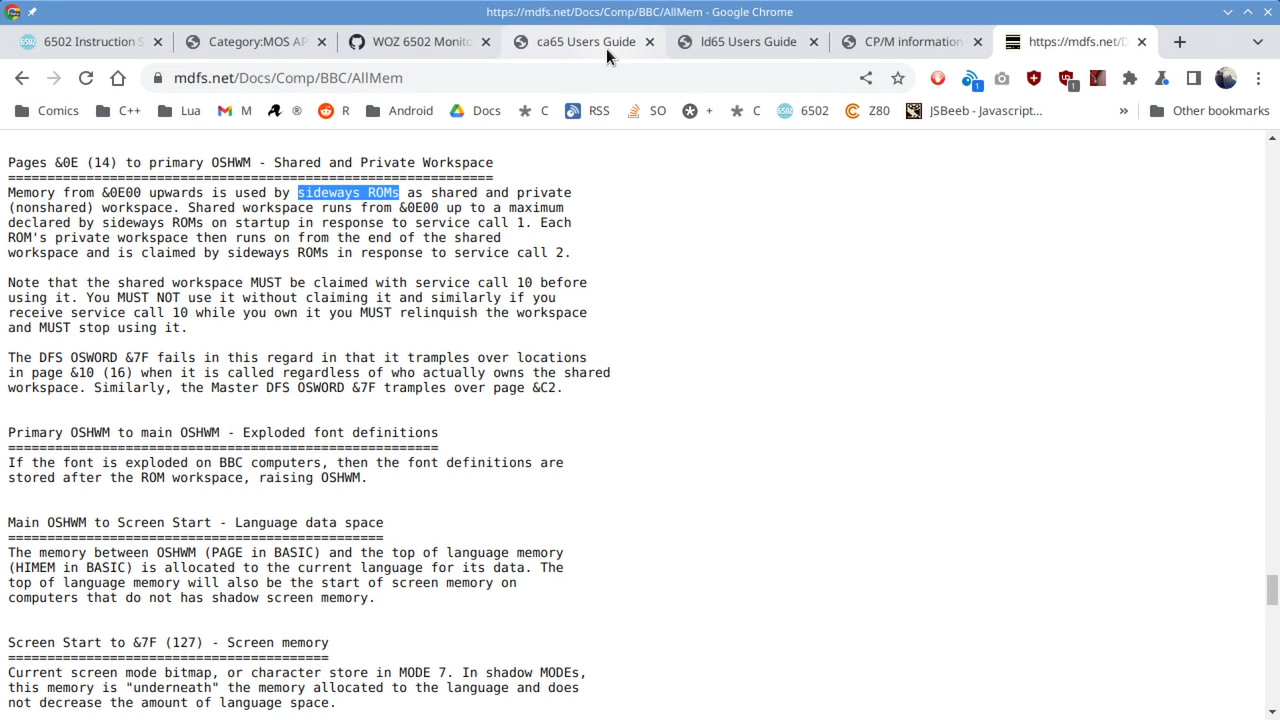 https://mdfs.net/Docs/Comp/BBC/AllMem - Google Chrome
6502 Instruction S
Category:MOS AP
WOZ 6502 Monito
ca65 Users Guide
ld65 Users Guide
CP/M information
https://mdfs.net/D
mdfs.net/Docs/Comp/BBC/AllMem
1
1
Comics
C++
Lua
M
®
R
Android
Docs
C
RSS
SO
+
C
6502
Z80
JSBeeb - Javascript...
»
Other bookmarks
Pages &0E (14) to primary OSHWM - Shared and Private Workspace
==============================================================
Memory from &0E00 upwards is used by sideways ROMs as shared and private
(nonshared) workspace. Shared workspace runs from &0E00 up to a maximum
declared by sideways ROMs on startup in response to service call 1. Each
ROM's private workspace then runs on from the end of the shared
workspace and is claimed by sideways ROMs in response to service call 2.
Note that the shared workspace MUST be claimed with service call 10 before
using it. You MUST NOT use it without claiming it and similarly if you
receive service call 10 while you own it you MUST relinquish the workspace
and MUST stop using it.
The DFS OSWORD &7F fails in this regard in that it tramples over locations
in page &10 (16) when it is called regardless of who actually owns the shared
workspace. Similarly, the Master DFS OSWORD &7F tramples over page &C2.
Primary OSHWM to main OSHWM - Exploded font definitions
=======================================================
If the font is exploded on BBC computers, then the font definitions are
stored after the ROM workspace, raising OSHWM.
Main OSHWM to Screen Start - Language data space
================================================
The memory between OSHWM (PAGE in BASIC) and the top of language memory
(HIMEM in BASIC) is allocated to the current language for its data. The
top of language memory will also be the start of screen memory on
computers that do not has shadow screen memory.
Screen Start to &7F (127) - Screen memory
=========================================
Current screen mode bitmap, or character store in MODE 7. In shadow MODEs,
this memory is "underneath" the memory allocated to the language and does
not decrease the amount of language space.